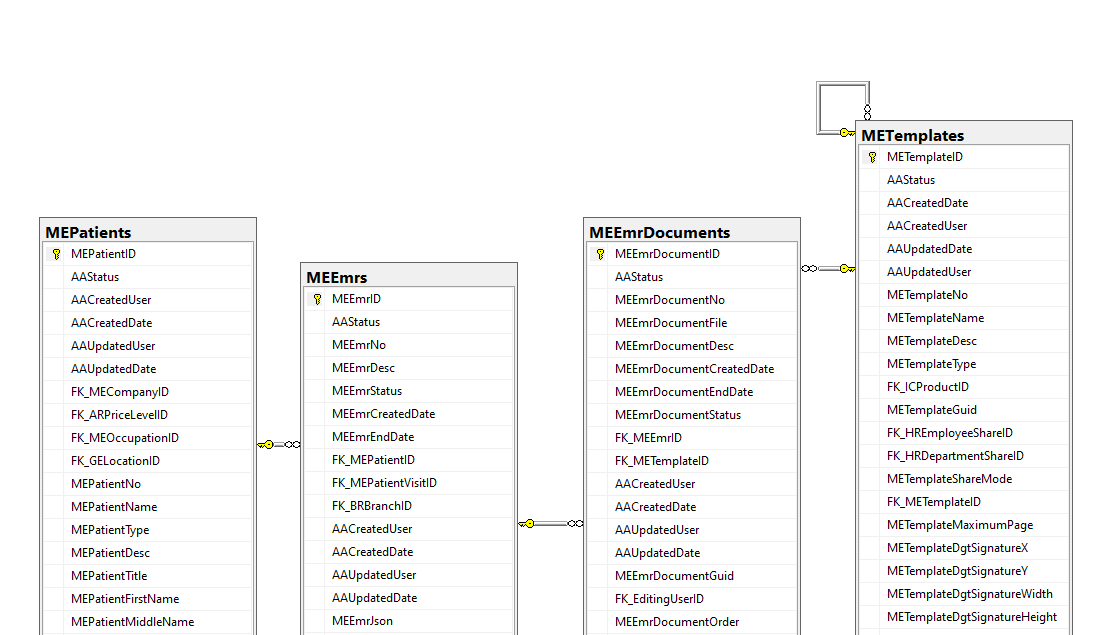 MEPatients
MEPatientID
AAStatus
AACreatedUser
AACreatedDate
AAUpdatedUser
AAUpdatedDate
FK_MECompanyID
FK_ARPriceLevelID
FK_MEOccupationID
FK_GELocationID
MEPatientNo
MEPatientName
MEPatientType
MEPatientDesc
MEPatientTitle
MEPatientFirstName
MEPatientMiddleName
MEEmrs
MEEmrID
AAStatus
MEEmrNo
MEEmrDesc
MEEmrStatus
MEEmrCreatedDate
MEEmrEndDate
FK_MEPatientID
FK_MEPatientVisitID
FK_BRBranchID
AACreatedUser
AACreatedDate
AAUpdatedUser
AAUpdatedDate
MEEmrJson
MEEmrDocuments
MEEmrDocumentID
AAStatus
MEEmrDocumentNo
MEEmrDocumentFile
MEEmrDocumentDesc
MEEmrDocumentCreatedDate
MEEmrDocumentEndDate
MEEmrDocumentStatus
FK_MEEmrID
FK_METemplateID
AACreatedUser
AACreatedDate
AAUpdatedUser
AAUpdatedDate
MEEmrDocumentGuid
FK_EditingUserID
MEEmrDocumentOrder
METemplates
METemplateID
AAStatus
AACreatedDate
AACreatedUser
AAUpdatedDate
AAUpdatedUser
METemplateNo
METemplateName
METemplateDesc
METemplateType
FK_ICProductID
METemplateGuid
FK_HREmployeeShareID
FK_HRDepartmentShareID
METemplateShareMode
FK_METemplateID
METemplateMaximumPage
METemplateDgtSignatureX
METemplateDgtSignatureY
METemplateDgtSignatureWidth
METemplateDgtSignatureHeight